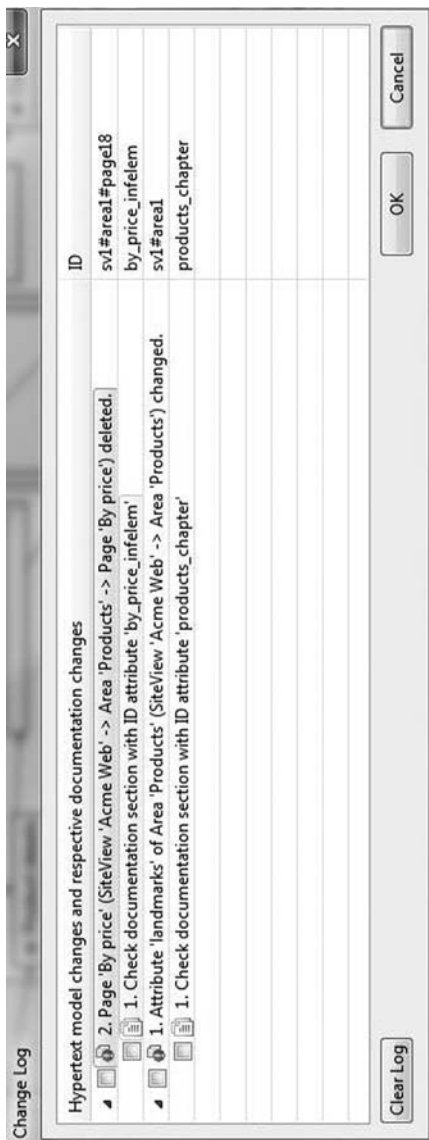 Change Log
Hypertext model changes and respective documentation changes ID
2. Page 'By price' (SiteView 'Acme Web' -> Area 'Products' -> Page 'By price') deleted. sv1#area1#page18
1. Check documentation section with ID attribute 'by_price_infelem' by_price_infelem
1. Attribute 'landmarks' of Area 'Products' (SiteView 'Acme Web' -> Area 'Products') changed. sv1#area1
1. Check documentation section with ID attribute 'products_chapter' products_chapter
Clear Log OK Cancel